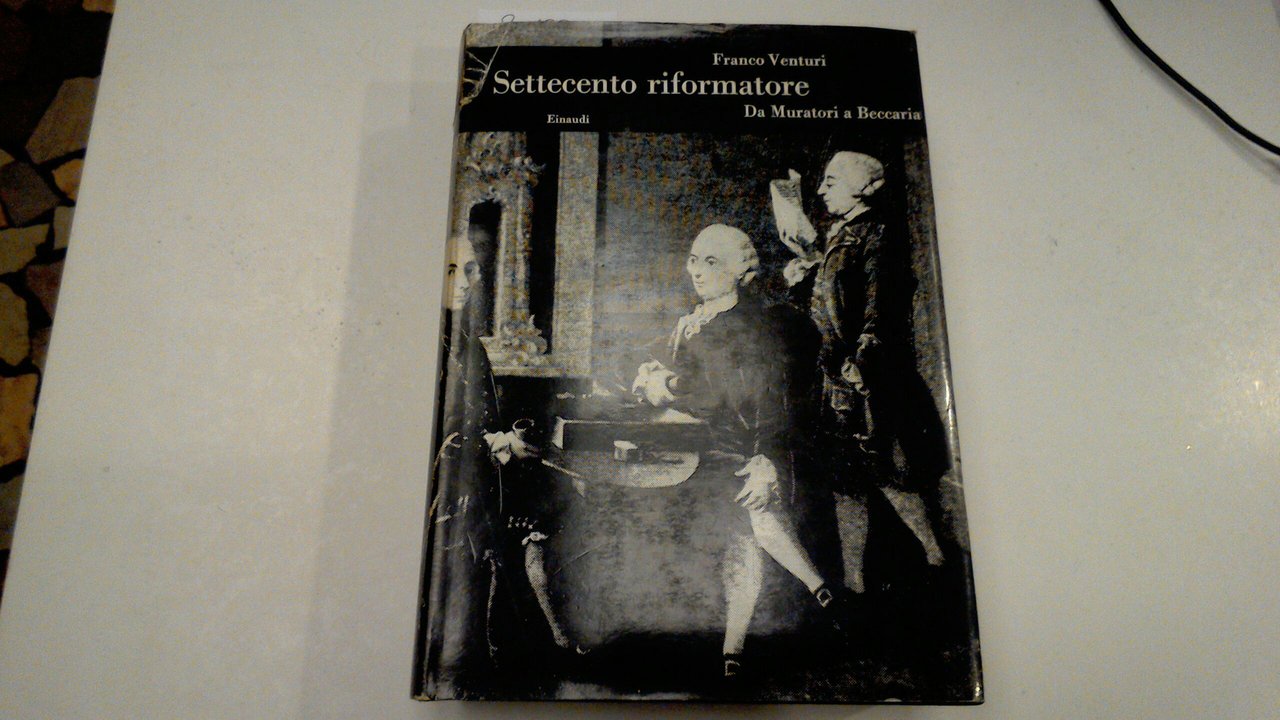 Franco Venturi
Settecento riformatore
Da Muratori a Beccaria
Einaudi